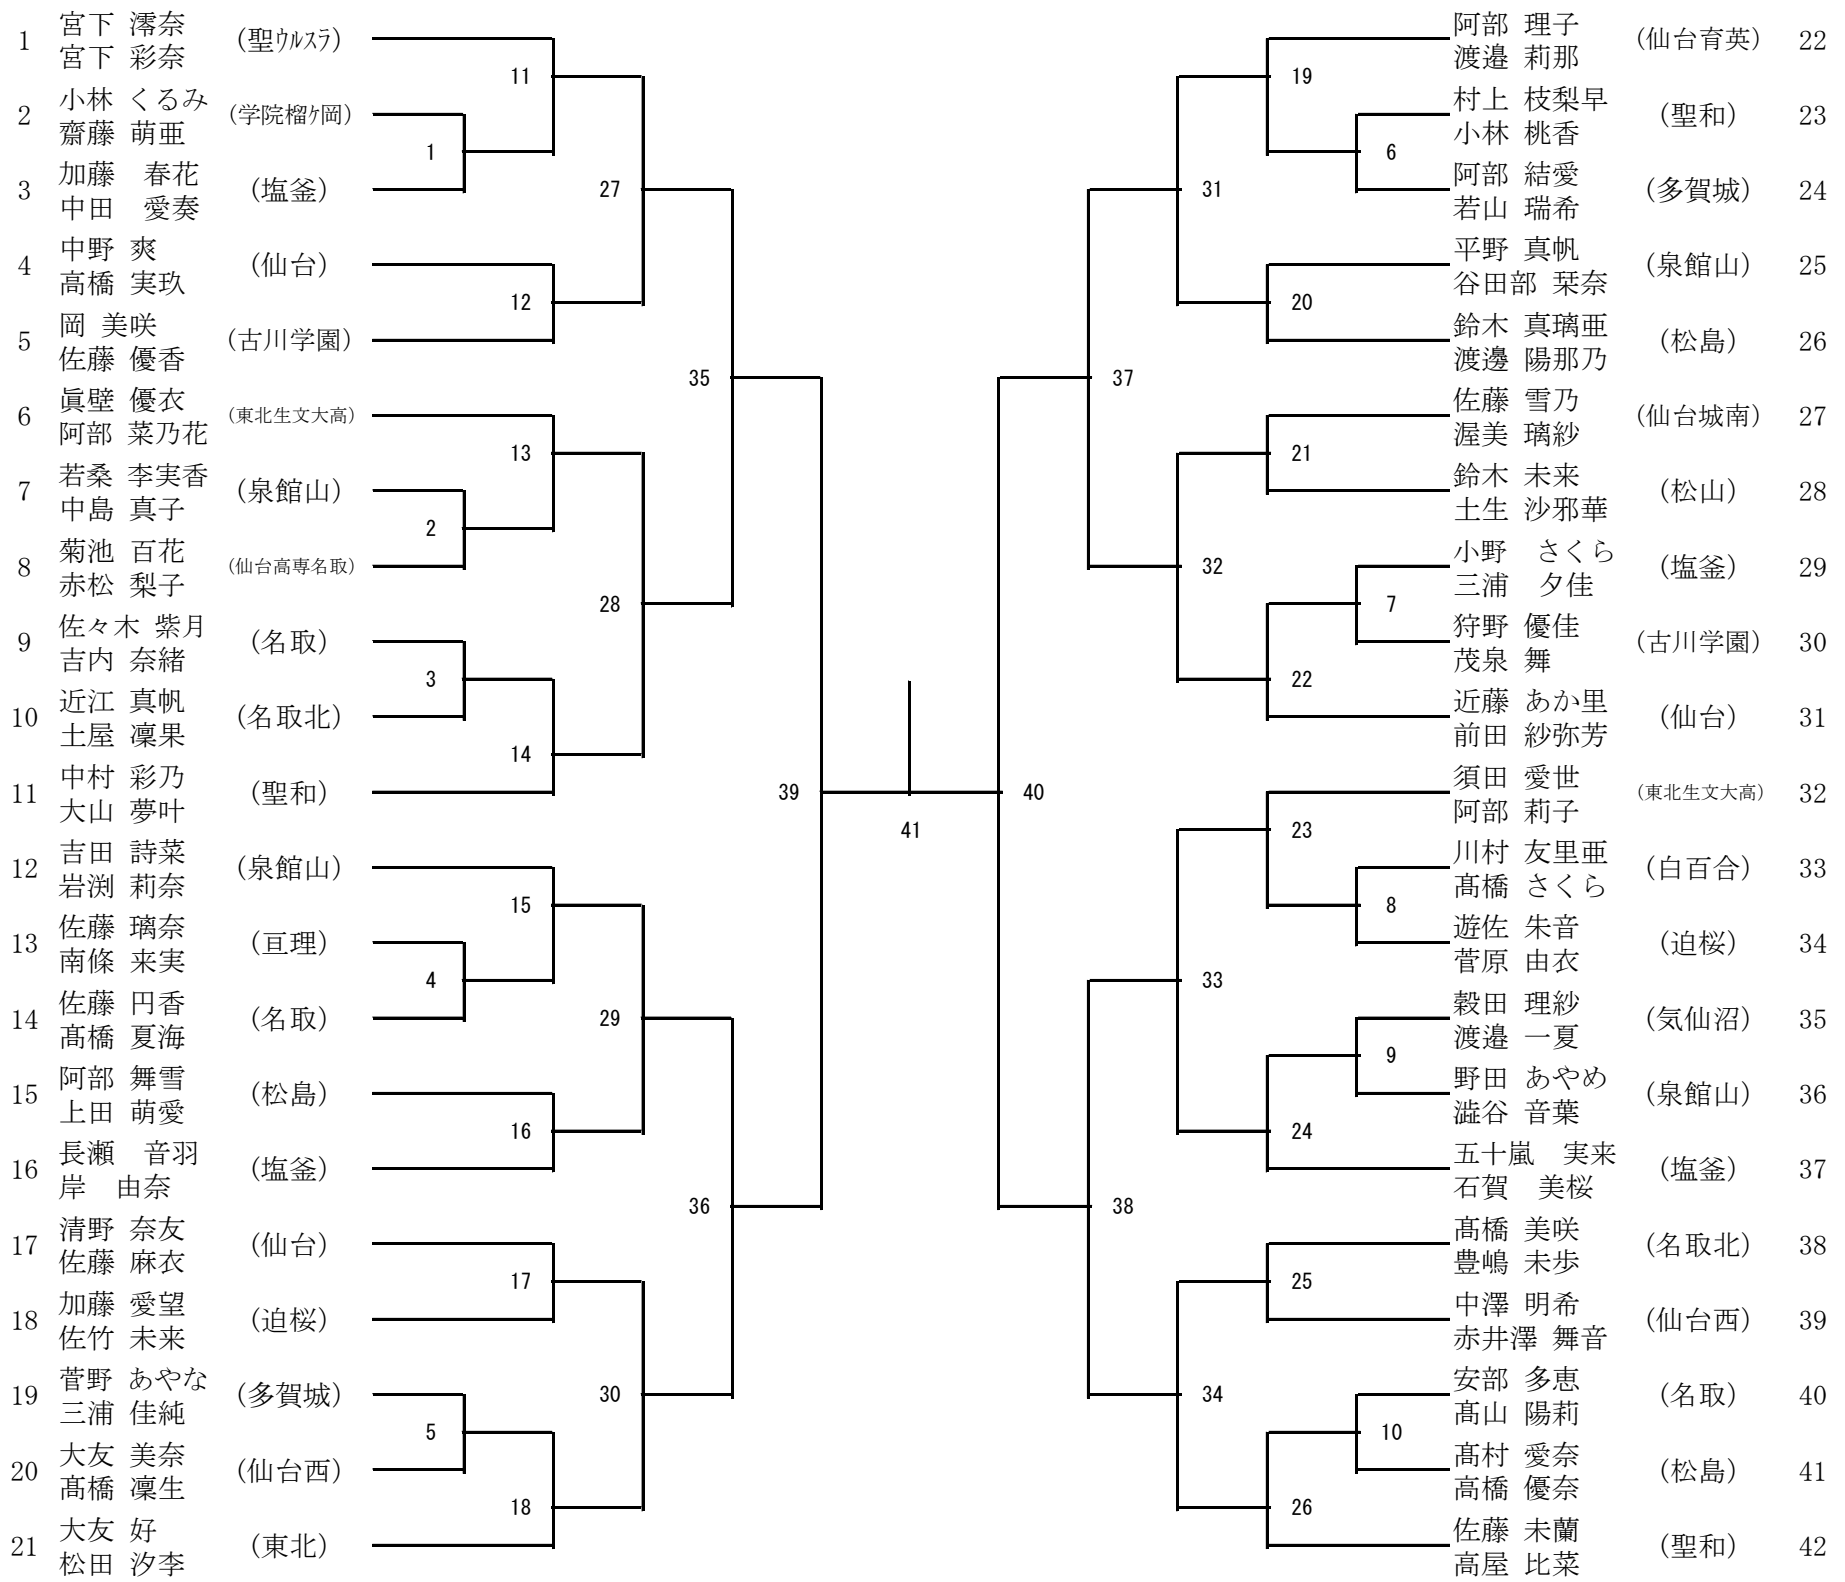 1 宮下 澪奈 (聖ウルスラ)
宮下 彩奈
11
2 小林 くるみ (学院榴ケ岡)
齋藤 萌亜
1
3 加藤 春花 (塩釜)
中田 愛奏
27
4 中野 爽 (仙台)
高橋 実玖
12
5 岡 美咲 (古川学園)
佐藤 優香
35
6 眞壁 優衣 (東北生文大高)
阿部 菜乃花
13
7 若桑 李実香 (泉館山)
中島 真子
2
8 菊池 百花 (仙台高専名取)
赤松 梨子
28
9 佐々木 紫月 (名取)
吉内 奈緒
3
10 近江 真帆 (名取北)
土屋 凜果
14
11 中村 彩乃 (聖和)
大山 夢叶
39
12 吉田 詩菜 (泉館山)
岩渕 莉奈
15
13 佐藤 璃奈 (亘理)
南條 来実
4
14 佐藤 円香 (名取)
髙橋 夏海
29
15 阿部 舞雪 (松島)
上田 萌愛
16
16 長瀬 音羽 (塩釜)
岸 由奈
36
17 清野 奈友 (仙台)
佐藤 麻衣
17
18 加藤 愛望 (迫桜)
佐竹 未来
19 菅野 あやな (多賀城)
三浦 佳純
30
5
20 大友 美奈 (仙台西)
髙橋 凜生
18
21 大友 好 (東北)
松田 汐李
41
阿部 理子 (仙台育英) 22
渡邉 莉那
19
村上 枝梨早 (聖和) 23
小林 桃香
6
阿部 結愛 (多賀城) 24
若山 瑞希
31
平野 真帆 (泉館山) 25
谷田部 栞奈
20
鈴木 真璃亜 (松島) 26
渡邊 陽那乃
37
佐藤 雪乃 (仙台城南) 27
渥美 璃紗
21
鈴木 未来 (松山) 28
土生 沙邪華
32
小野 さくら (塩釜) 29
三浦 夕佳
7
狩野 優佳 (古川学園) 30
茂泉 舞
22
近藤 あか里 (仙台) 31
前田 紗弥芳
40
須田 愛世 (東北生文大高) 32
阿部 莉子
23
川村 友里亜 (白百合) 33
髙橋 さくら
8
遊佐 朱音 (迫桜) 34
菅原 由衣
33
穀田 理紗 (気仙沼) 35
渡邉 一夏
9
野田 あやめ (泉館山) 36
澁谷 音葉
24
五十嵐 実来 (塩釜) 37
石賀 美桜
38
髙橋 美咲 (名取北) 38
豊嶋 未歩
25
中澤 明希 (仙台西) 39
赤井澤 舞音
34
安部 多恵 (名取) 40
髙山 陽莉
10
髙村 愛奈 (松島) 41
高橋 優奈
26
佐藤 未蘭 (聖和) 42
高屋 比菜